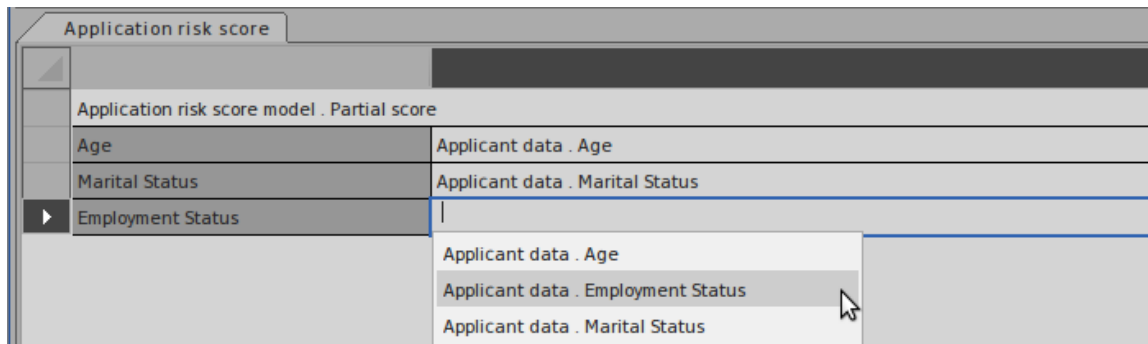 Application risk score
Application risk score model . Partial score
Age Applicant data . Age
Marital Status Applicant data . Marital Status
Employment Status
Applicant data . Age
Applicant data . Employment Status
Applicant data . Marital Status